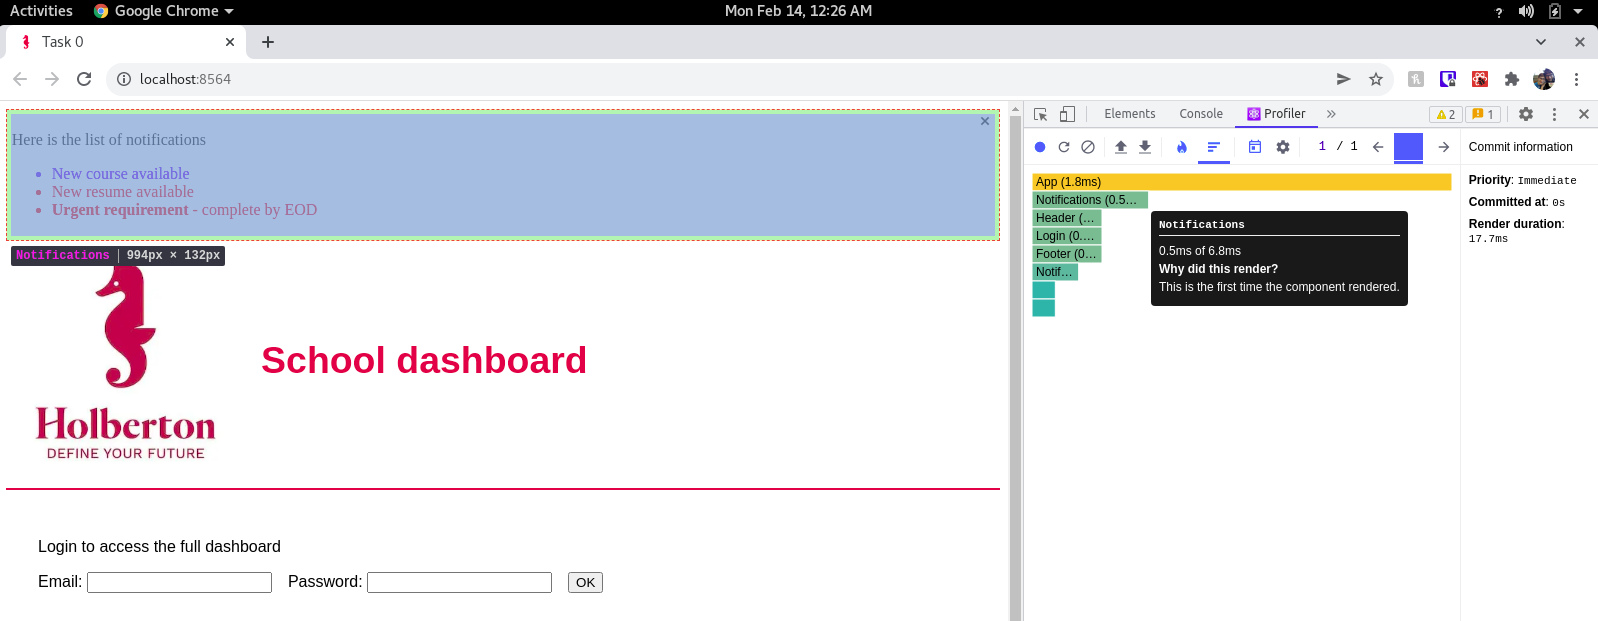 Activities Google Chrome Mon Feb 14, 12:26 AM ?
Task 0
localhost:8564
Here is the list of notifications
New course available
New resume available
Urgent requirement - complete by EOD
Notifications 994px × 132px
Holberton
DEFINE YOUR FUTURE
School dashboard
Login to access the full dashboard
Email: Password: OK
Elements Console Profiler » 2 1
1 / 1
App (1.8ms)
Notifications (0.5...
Header (...
Login (0....
Footer (0...
Notif...
Notifications
0.5ms of 6.8ms
Why did this render?
This is the first time the component rendered.
Commit information
Priority: Immediate
Committed at: 0s
Render duration:
17.7ms